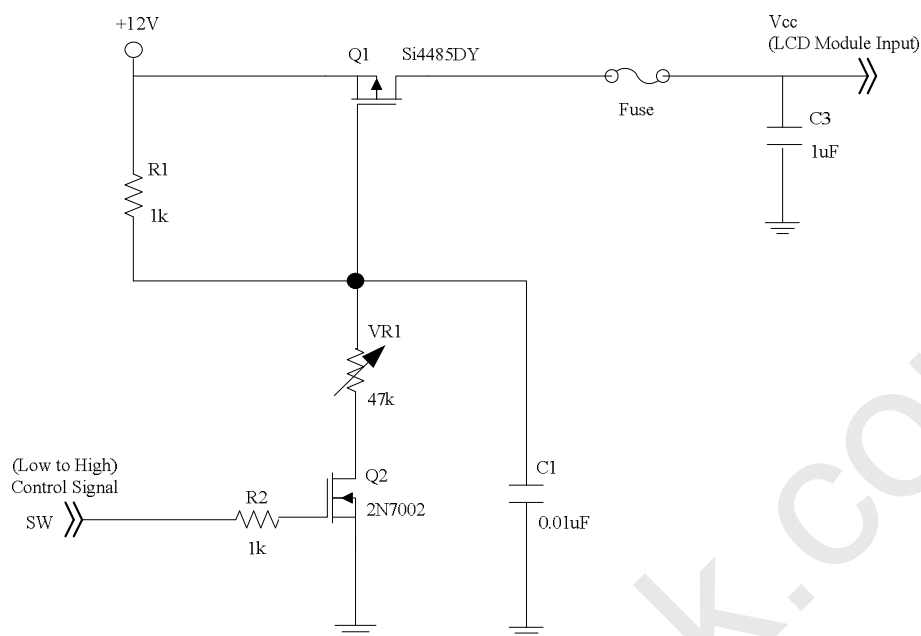 +12V
Q1
Si4485DY
Vcc
(LCD Module Input)
Fuse
C3
1uF
R1
1k
VR1
47k
(Low to High)
Control Signal
SW
R2
1k
Q2
2N7002
C1
0.01uF
k.co